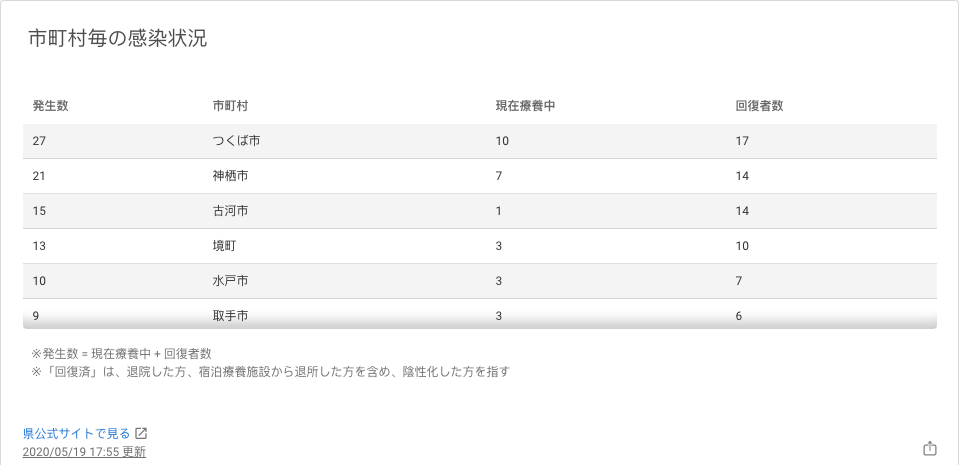 市町村毎の感染状況
発生数 市町村 現在療養中 回復者数
27 つくば市 10 17
21 神栖市 7 14
15 古河市 1 14
13 境町 3 10
10 水戸市 3 7
9 取手市 3 6
※発生数 = 現在療養中 + 回復者数
※「回復済」は、退院した方、宿泊療養施設から退所した方を含め、陰性化した方を指す
県公式サイトで見る
2020/05/19 17:55 更新